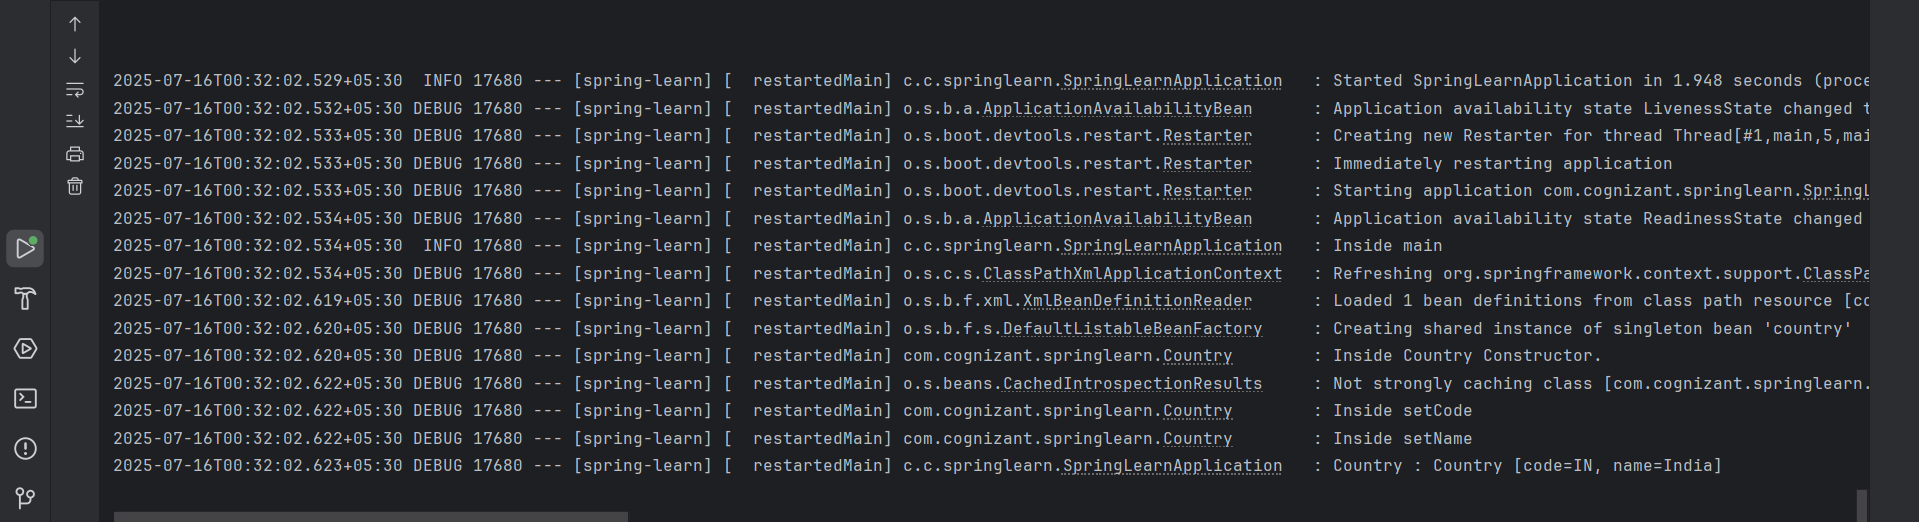 2025-07-16T00:32:02.529+05:30  INFO 17680 --- [spring-learn] [  restartedMain] c.c.springlearn.SpringLearnApplication   : Started SpringLearnApplication in 1.948 seconds (proce
2025-07-16T00:32:02.532+05:30 DEBUG 17680 --- [spring-learn] [  restartedMain] o.s.b.a.ApplicationAvailabilityBean      : Application availability state LivenessState changed t
2025-07-16T00:32:02.533+05:30 DEBUG 17680 --- [spring-learn] [  restartedMain] o.s.boot.devtools.restart.Restarter      : Creating new Restarter for thread Thread[#1,main,5,mai
2025-07-16T00:32:02.533+05:30 DEBUG 17680 --- [spring-learn] [  restartedMain] o.s.boot.devtools.restart.Restarter      : Immediately restarting application
2025-07-16T00:32:02.533+05:30 DEBUG 17680 --- [spring-learn] [  restartedMain] o.s.boot.devtools.restart.Restarter      : Starting application com.cognizant.springlearn.SpringL
2025-07-16T00:32:02.534+05:30 DEBUG 17680 --- [spring-learn] [  restartedMain] o.s.b.a.ApplicationAvailabilityBean      : Application availability state ReadinessState changed
2025-07-16T00:32:02.534+05:30  INFO 17680 --- [spring-learn] [  restartedMain] c.c.springlearn.SpringLearnApplication   : Inside main
2025-07-16T00:32:02.534+05:30 DEBUG 17680 --- [spring-learn] [  restartedMain] o.s.c.s.ClassPathXmlApplicationContext   : Refreshing org.springframework.context.support.ClassPa
2025-07-16T00:32:02.619+05:30 DEBUG 17680 --- [spring-learn] [  restartedMain] o.s.b.f.xml.XmlBeanDefinitionReader      : Loaded 1 bean definitions from class path resource [co
2025-07-16T00:32:02.620+05:30 DEBUG 17680 --- [spring-learn] [  restartedMain] o.s.b.f.s.DefaultListableBeanFactory     : Creating shared instance of singleton bean 'country'
2025-07-16T00:32:02.620+05:30 DEBUG 17680 --- [spring-learn] [  restartedMain] com.cognizant.springlearn.Country        : Inside Country Constructor.
2025-07-16T00:32:02.622+05:30 DEBUG 17680 --- [spring-learn] [  restartedMain] o.s.beans.CachedIntrospectionResults     : Not strongly caching class [com.cognizant.springlearn.
2025-07-16T00:32:02.622+05:30 DEBUG 17680 --- [spring-learn] [  restartedMain] com.cognizant.springlearn.Country        : Inside setCode
2025-07-16T00:32:02.622+05:30 DEBUG 17680 --- [spring-learn] [  restartedMain] com.cognizant.springlearn.Country        : Inside setName
2025-07-16T00:32:02.623+05:30 DEBUG 17680 --- [spring-learn] [  restartedMain] c.c.springlearn.SpringLearnApplication   : Country : Country [code=IN, name=India]